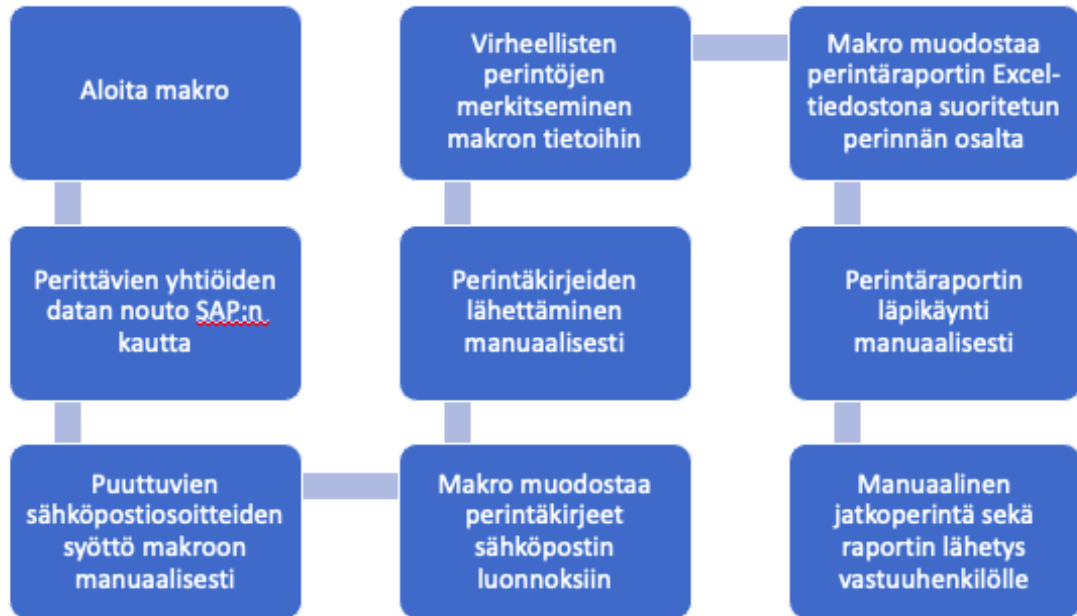 Aloita makro
Perittävien yhtiöiden
datan nouto SAP:n
kautta
Puuttuvien
sähköpostiosoitteiden
syöttö makroon
manuaalisesti
Makro muodostaa
perintäkirjeet
sähköpostin
luonnoksiin
Perintäkirjeiden
lähettäminen
manuaalisesti
Virheellisten
perintöjen
merkitseminen
makron tietoihin
Makro muodostaa
perintäraportin Excel-
tiedostona suoritetun
perinnän osalta
Perintäraportin
läpikäynti
manuaalisesti
Manuaalinen
jatkoperintä sekä
raportin lähetys
vastuuhenkilölle